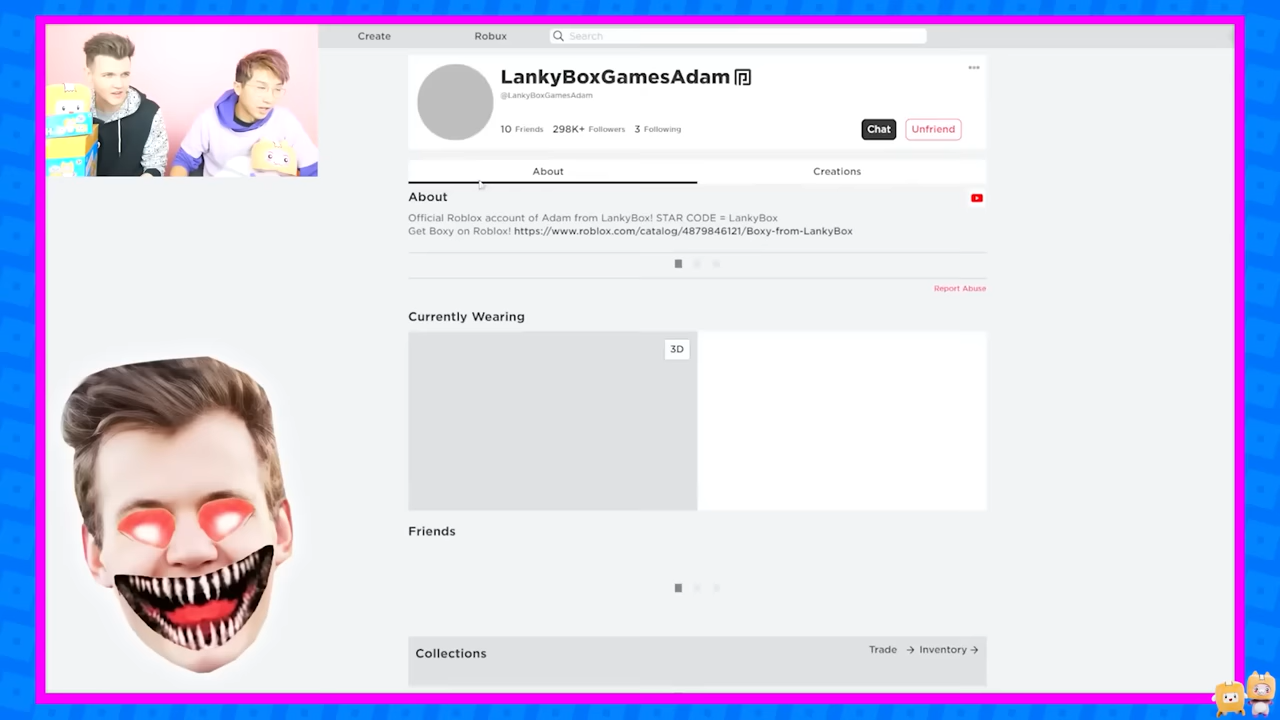 Create
Robux
Search
LankyBoxGamesAdam
@LankyBoxGamesAdam
10 Friends 298K+ Followers 3 Following
Chat
Unfriend
About
Creations
About
Official Roblox account of Adam from LankyBox! STAR CODE = LankyBox
Get Boxy on Roblox! https://www.roblox.com/catalog/4879846121/Boxy-from-LankyBox
Report Abuse
Currently Wearing
3D
Friends
Collections
Trade → Inventory →